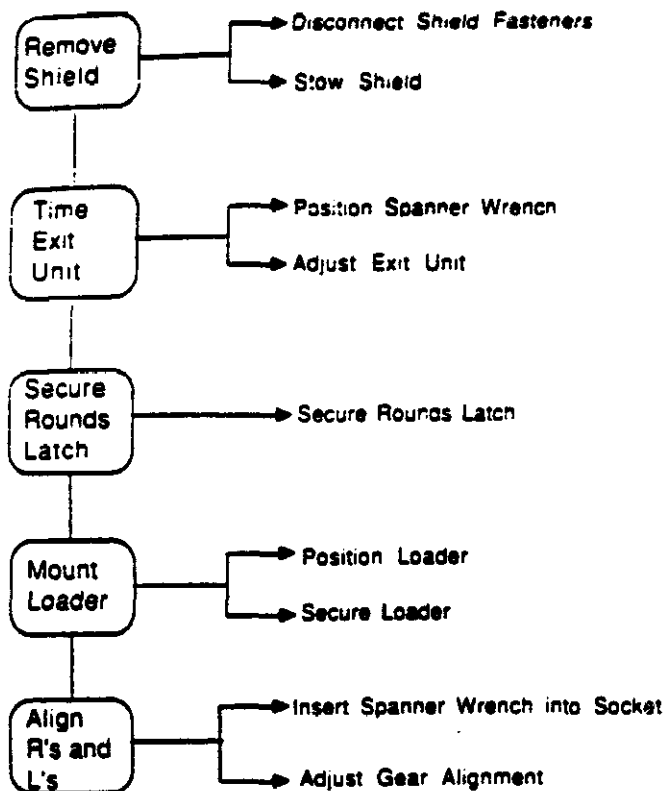 Remove
Shield
Disconnect Shield Fasteners
Stow Shield
Time
Exit
Unit
Position Spanner Wrench
Adjust Exit Unit
Secure
Rounds
Latch
Secure Rounds Latch
Mount
Loader
Position Loader
Secure Loader
Align
R's and
L's
Insert Spanner Wrench into Socket
Adjust Gear Alignment